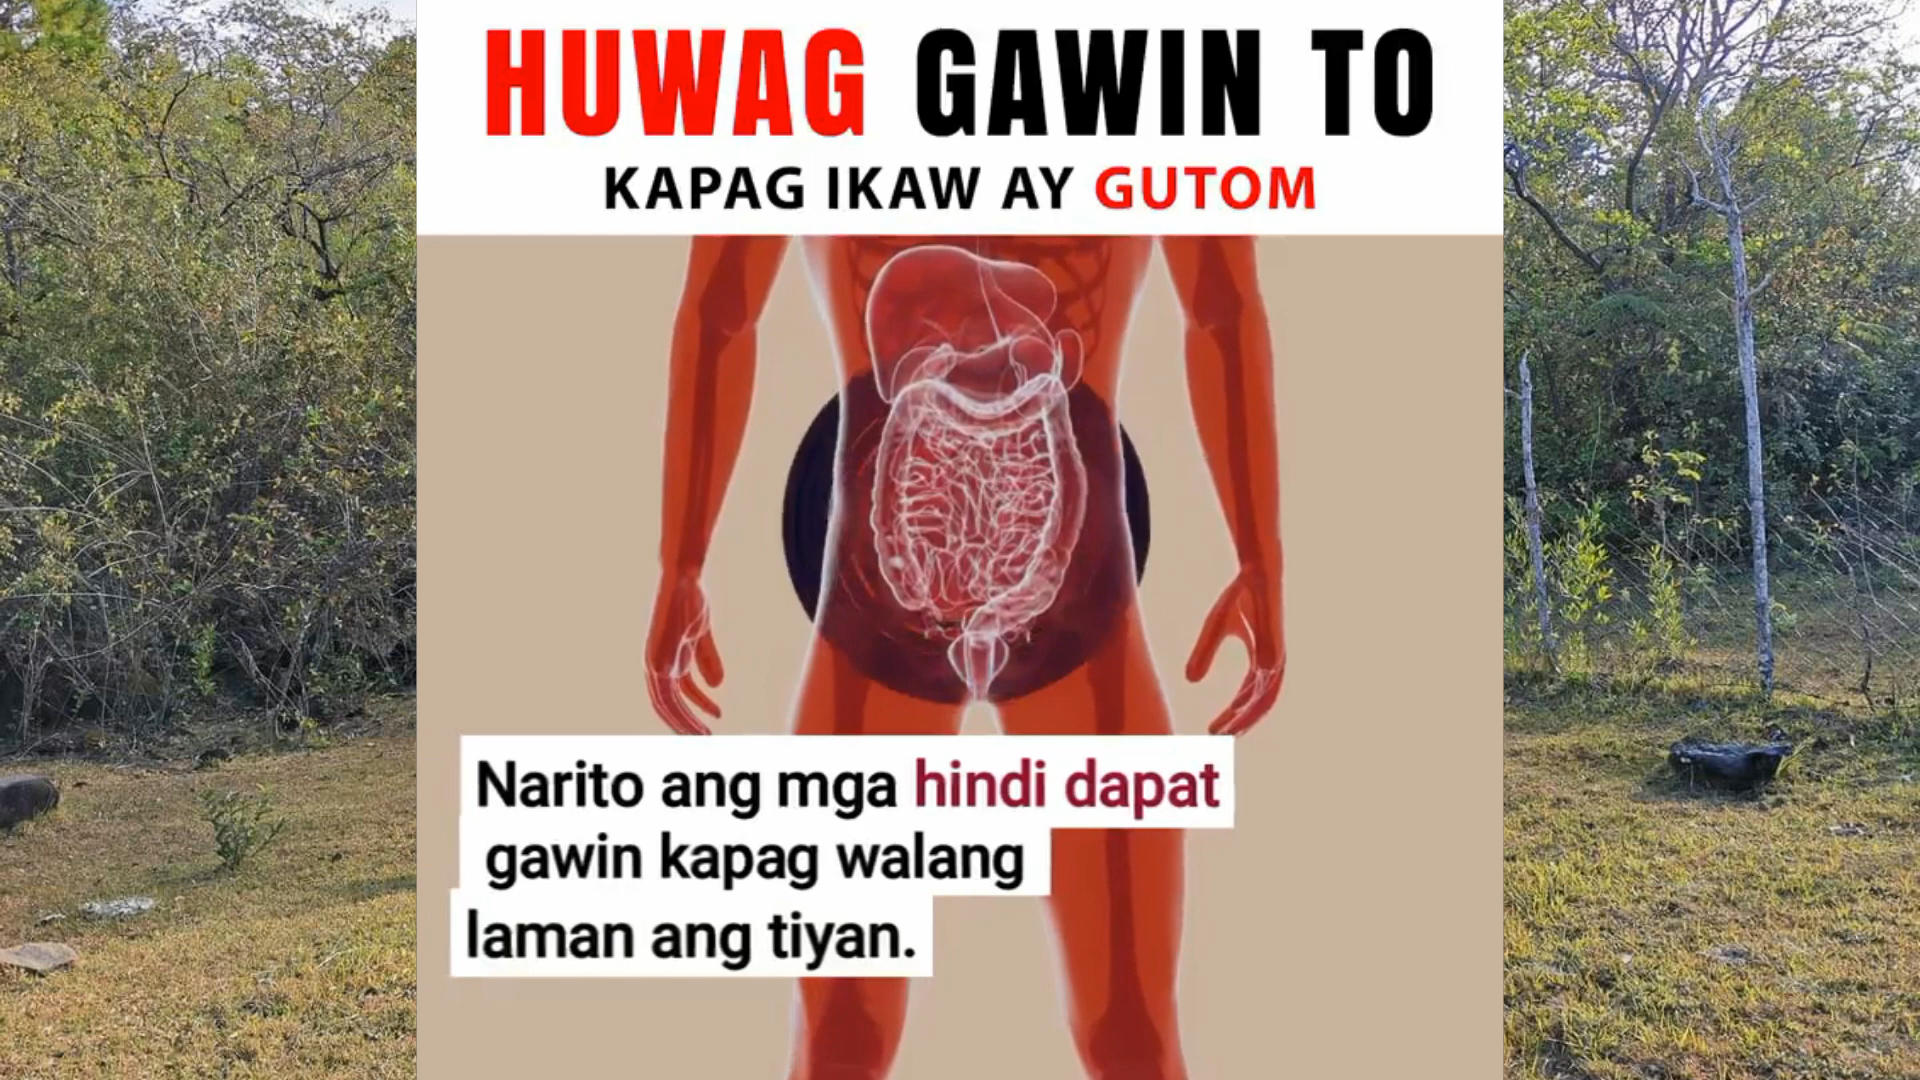 HUWAG GAWIN TO
KAPAG IKAW AY GUTOM
Narito ang mga hindi dapat
gawin kapag walang
laman ang tiyan.